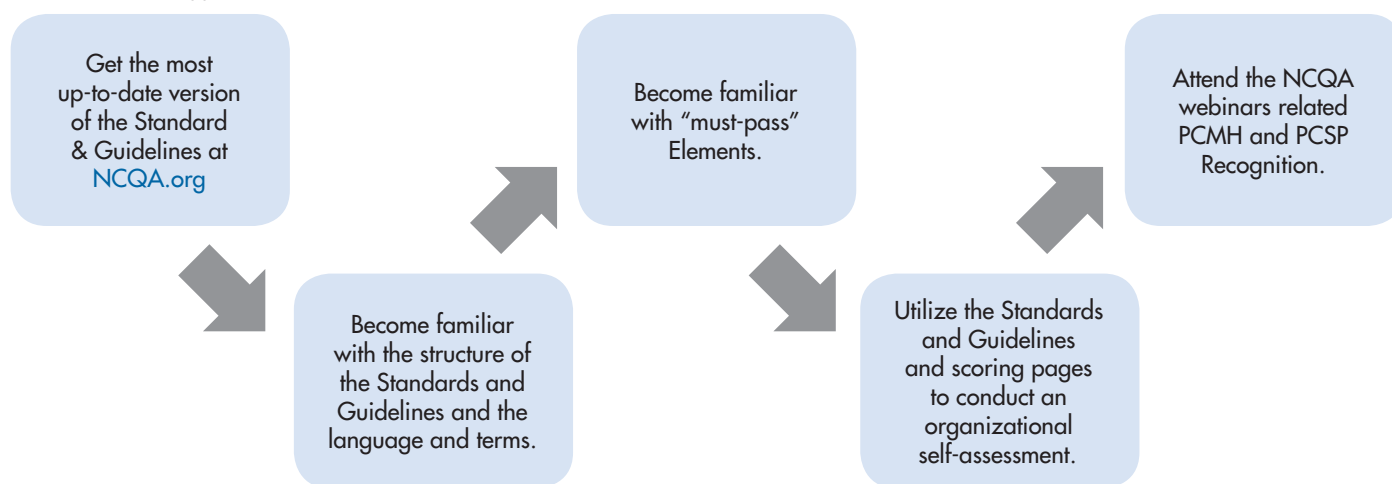 Get the most
up-to-date version
of the Standard
& Guidelines at
NCQA.org
Become familiar
with the structure of
the Standards and
Guidelines and the
language and terms.
Become familiar
with “must-pass”
Elements.
Utilize the Standards
and Guidelines
and scoring pages
to conduct an
organizational
self-assessment.
Attend the NCQA
webinars related
PCMH and PCSP
Recognition.